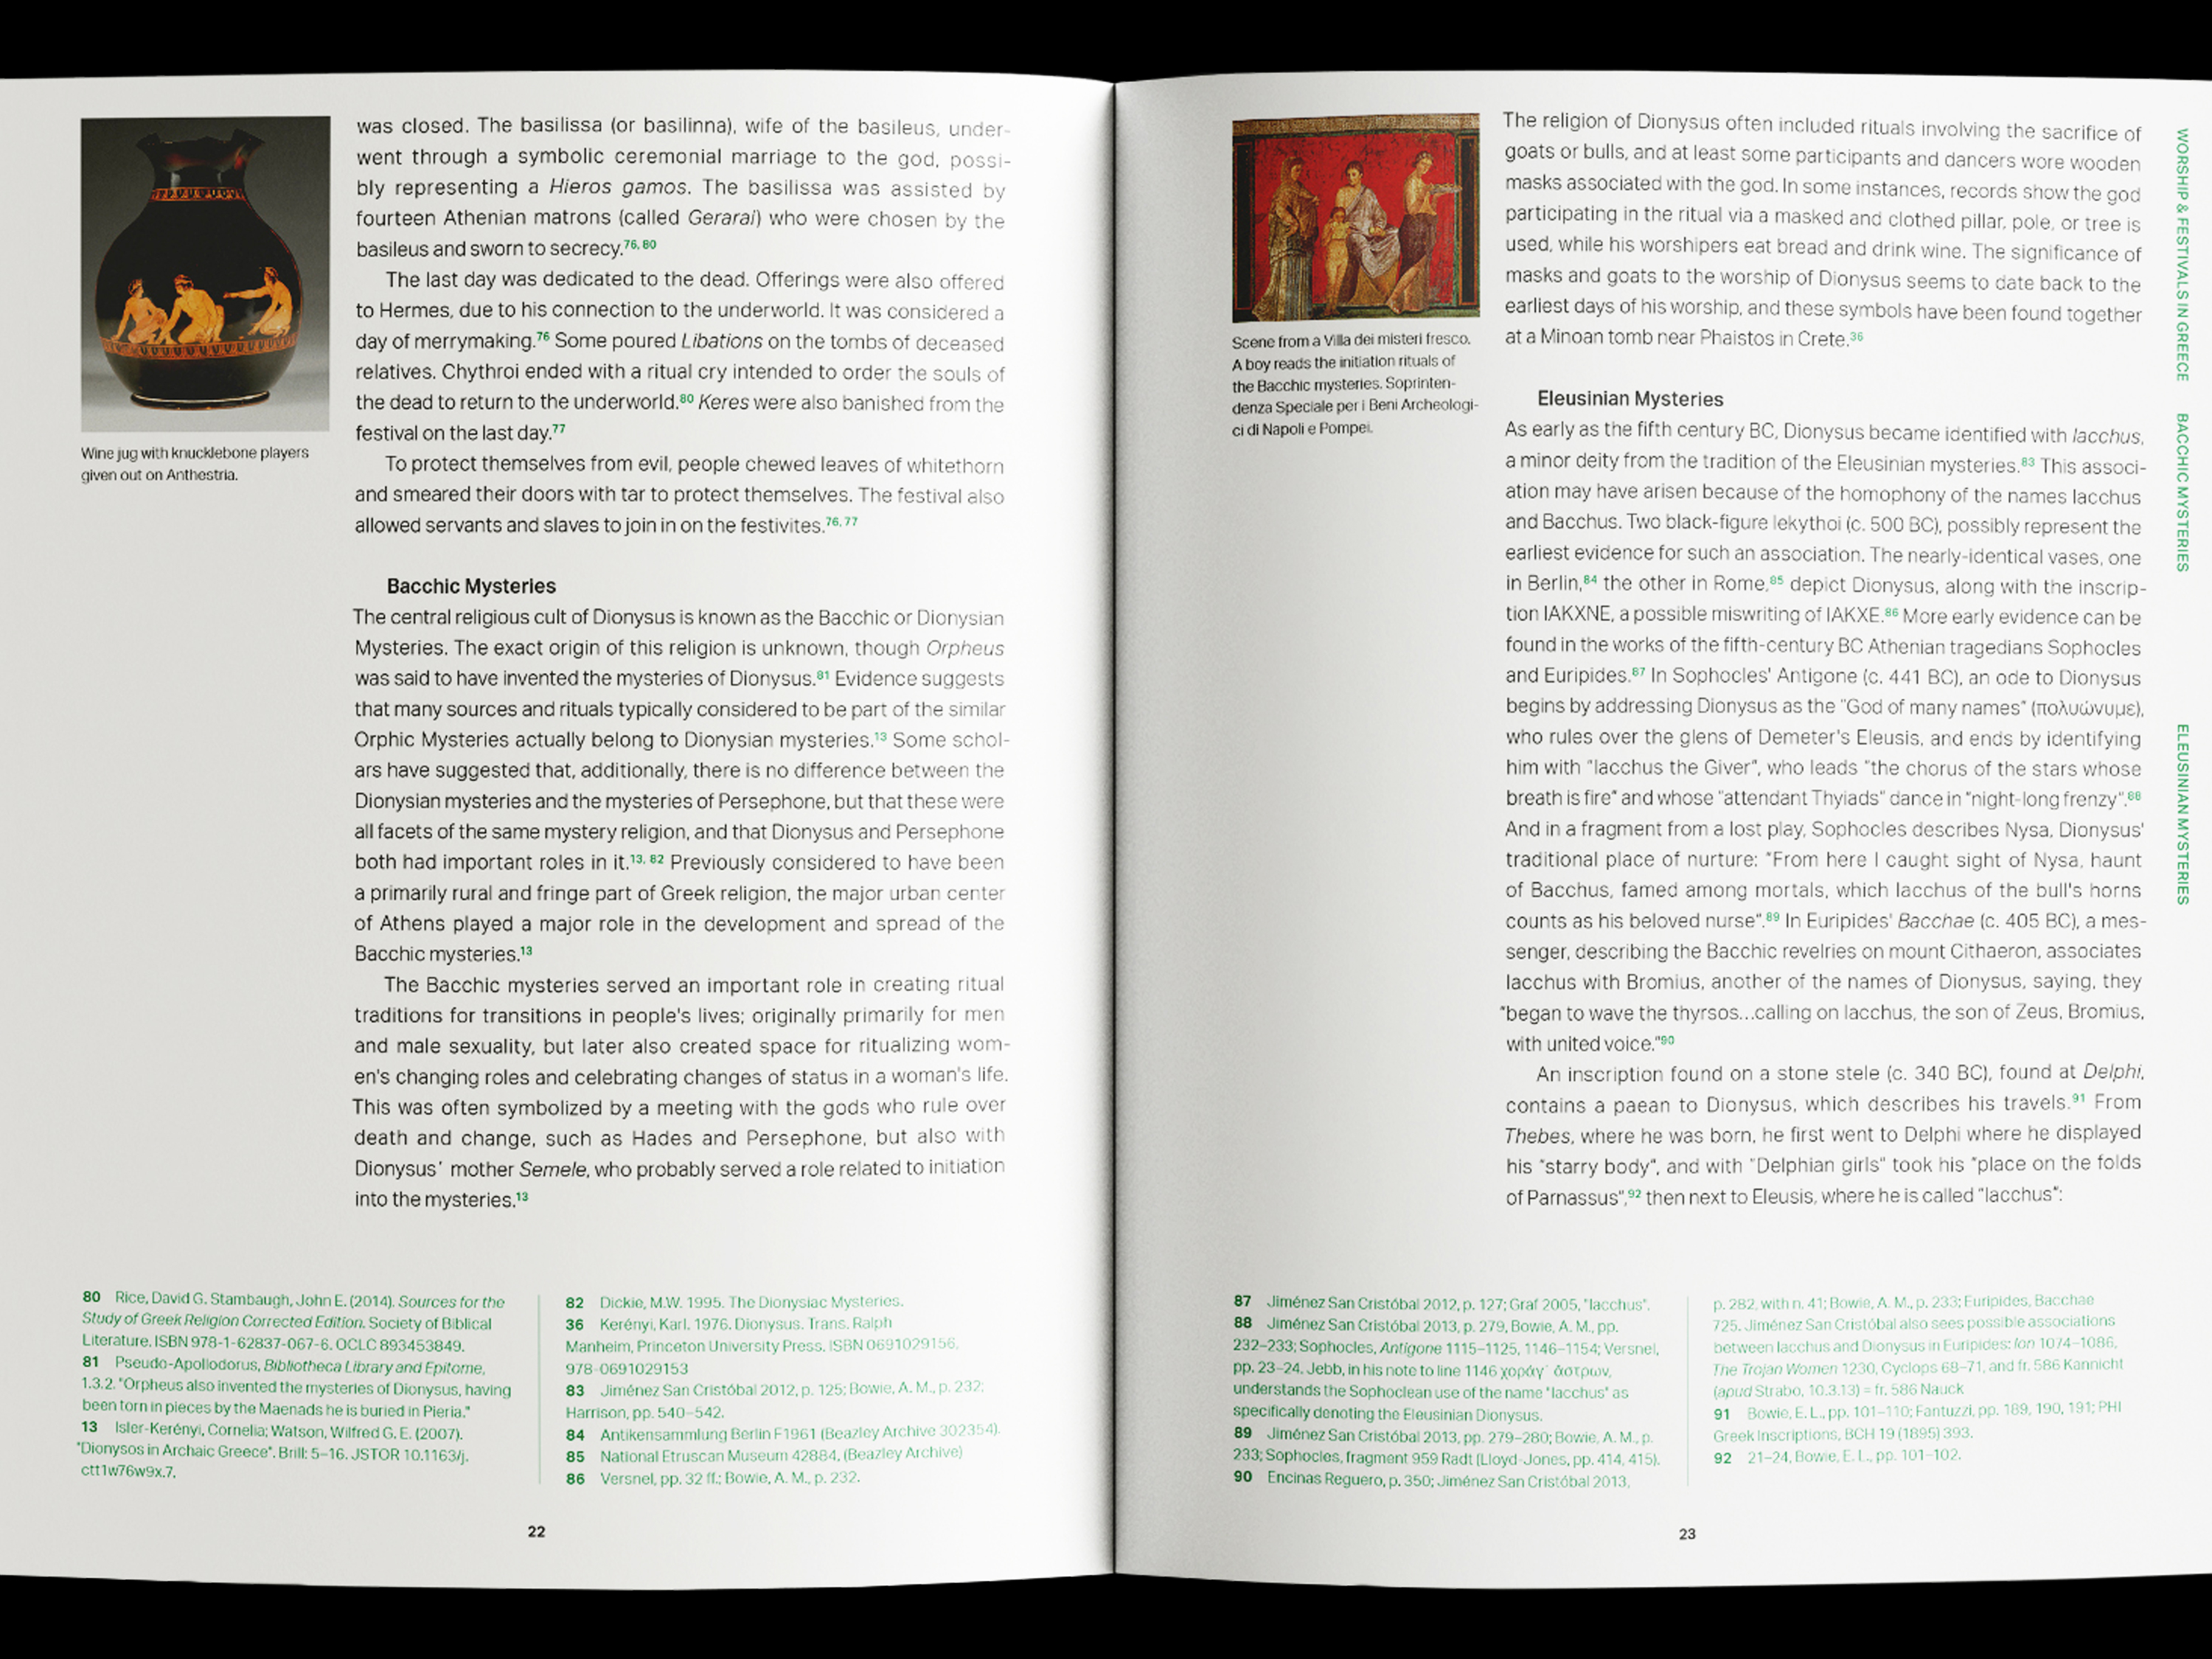 Wine jug with knucklebone players
given out on Anthestria.
was closed. The basilissa (or basilinna), wife of the basileus, under-
went through a symbolic ceremonial marriage to the god, possi-
bly representing a Hieros gamos. The basilissa was assisted by
fourteen Athenian matrons (called Gerarai) who were chosen by the
basileus and sworn to secrecy.76, 80
The last day was dedicated to the dead. Offerings were also offered
to Hermes, due to his connection to the underworld. It was considered a
day of merrymaking.76 Some poured Libations on the tombs of deceased
relatives. Chythroi ended with a ritual cry intended to order the souls of
the dead to return to the underworld.80 Keres were also banished from the
festival on the last day.77
To protect themselves from evil, people chewed leaves of whitethorn
and smeared their doors with tar to protect themselves. The festival also
allowed servants and slaves to join in on the festivites.76, 77
Bacchic Mysteries
The central religious cult of Dionysus is known as the Bacchic or Dionysian
Mysteries. The exact origin of this religion is unknown, though Orpheus
was said to have invented the mysteries of Dionysus.81 Evidence suggests
that many sources and rituals typically considered to be part of the similar
Orphic Mysteries actually belong to Dionysian mysteries.13 Some schol-
ars have suggested that, additionally, there is no difference between the
Dionysian mysteries and the mysteries of Persephone, but that these were
all facets of the same mystery religion, and that Dionysus and Persephone
both had important roles in it.13, 82 Previously considered to have been
a primarily rural and fringe part of Greek religion, the major urban center
of Athens played a major role in the development and spread of the
Bacchic mysteries.13
The Bacchic mysteries served an important role in creating ritual
traditions for transitions in people's lives; originally primarily for men
and male sexuality, but later also created space for ritualizing wom-
en's changing roles and celebrating changes of status in a woman's life.
This was often symbolized by a meeting with the gods who rule over
death and change, such as Hades and Persephone, but also with
Dionysus' mother Semele, who probably served a role related to initiation
into the mysteries.13
80 Rice, David G. Stambaugh, John E. (2014). Sources for the
Study of Greek Religion Corrected Edition. Society of Biblical
Literature. ISBN 978-1-62837-067-6. OCLC 893453849.
81 Pseudo-Apollodorus, Bibliotheca Library and Epitome,
1.3.2. "Orpheus also invented the mysteries of Dionysus, having
been torn in pieces by the Maenads he is buried in Pieria."
13 Isler-Kerényi, Cornelia; Watson, Wilfred G. E. (2007).
"Dionysos in Archaic Greece". Brill: 5–16. JSTOR 10.1163/j.
ctt1w76w9x.7.
82 Dickie, M.W. 1995. The Dionysiac Mysteries.
36 Kerényi, Karl. 1976. Dionysus. Trans. Ralph
Manheim, Princeton University Press. ISBN 0691029156,
978-0691029153
83 Jiménez San Cristóbal 2012, p. 125; Bowie, A. M., p. 232;
Harrison, pp. 540–542.
84 Antikensammlung Berlin F1961 (Beazley Archive 302354).
85 National Etruscan Museum 42884, (Beazley Archive)
86 Versnel, pp. 32 ff.; Bowie, A. M., p. 232.
22
Scene from a Villa dei misteri fresco.
A boy reads the initiation rituals of
the Bacchic mysteries. Soprinten-
denza Speciale per i Beni Archeologi-
ci di Napoli e Pompei.
The religion of Dionysus often included rituals involving the sacrifice of
goats or bulls, and at least some participants and dancers wore wooden
masks associated with the god. In some instances, records show the god
participating in the ritual via a masked and clothed pillar, pole, or tree is
used, while his worshipers eat bread and drink wine. The significance of
masks and goats to the worship of Dionysus seems to date back to the
earliest days of his worship, and these symbols have been found together
at a Minoan tomb near Phaistos in Crete.36
Eleusinian Mysteries
As early as the fifth century BC, Dionysus became identified with Iacchus,
a minor deity from the tradition of the Eleusinian mysteries.83 This associ-
ation may have arisen because of the homophony of the names Iacchus
and Bacchus. Two black-figure lekythoi (c. 500 BC), possibly represent the
earliest evidence for such an association. The nearly-identical vases, one
in Berlin,84 the other in Rome,85 depict Dionysus, along with the inscrip-
tion IAKXNE, a possible miswriting of IAKXE.86 More early evidence can be
found in the works of the fifth-century BC Athenian tragedians Sophocles
and Euripides.87 In Sophocles' Antigone (c. 441 BC), an ode to Dionysus
begins by addressing Dionysus as the "God of many names" (πολυώνυμε),
who rules over the glens of Demeter's Eleusis, and ends by identifying
him with "Iacchus the Giver", who leads "the chorus of the stars whose
breath is fire" and whose "attendant Thyiads" dance in "night-long frenzy".88
And in a fragment from a lost play, Sophocles describes Nysa, Dionysus'
traditional place of nurture: "From here I caught sight of Nysa, haunt
of Bacchus, famed among mortals, which Iacchus of the bull's horns
counts as his beloved nurse".89 In Euripides' Bacchae (c. 405 BC), a mes-
senger, describing the Bacchic revelries on mount Cithaeron, associates
Iacchus with Bromius, another of the names of Dionysus, saying, they
"began to wave the thyrsos...calling on Iacchus, the son of Zeus, Bromius,
with united voice."90
An inscription found on a stone stele (c. 340 BC), found at Delphi,
contains a paean to Dionysus, which describes his travels.91 From
Thebes, where he was born, he first went to Delphi where he displayed
his "starry body", and with "Delphian girls" took his "place on the folds
of Parnassus",92 then next to Eleusis, where he is called "Iacchus":
87 Jiménez San Cristóbal 2012, p. 127; Graf 2005, "Iacchus".
88 Jiménez San Cristóbal 2013, p. 279, Bowie, A. M., pp.
232–233; Sophocles, Antigone 1115–1125, 1146–1154; Versnel,
pp. 23–24. Jebb, in his note to line 1146 χοράγ᾽ ἄστρων,
understands the Sophoclean use of the name "Iacchus" as
specifically denoting the Eleusinian Dionysus.
89 Jiménez San Cristóbal 2013, pp. 279–280; Bowie, A. M., p.
233; Sophocles, fragment 959 Radt (Lloyd-Jones, pp. 414, 415).
90 Encinas Reguero, p. 350; Jiménez San Cristóbal 2013,
p. 282, with n. 41; Bowie, A. M., p. 233; Euripides, Bacchae
725. Jiménez San Cristóbal also sees possible associations
between Iacchus and Dionysus in Euripides: Ion 1074–1086,
The Trojan Women 1230, Cyclops 68–71, and fr. 586 Kannicht
(apud Strabo, 10.3.13) = fr. 586 Nauck
91 Bowie, E. L., pp. 101–110; Fantuzzi, pp. 189, 190, 191; PHI
Greek Inscriptions, BCH 19 (1895) 393.
92 21–24, Bowie, E. L., pp. 101–102.
23
WORSHIP & FESTIVALS IN GREECE
BACCHIC MYSTERIES
ELEUSINIAN MYSTERIES